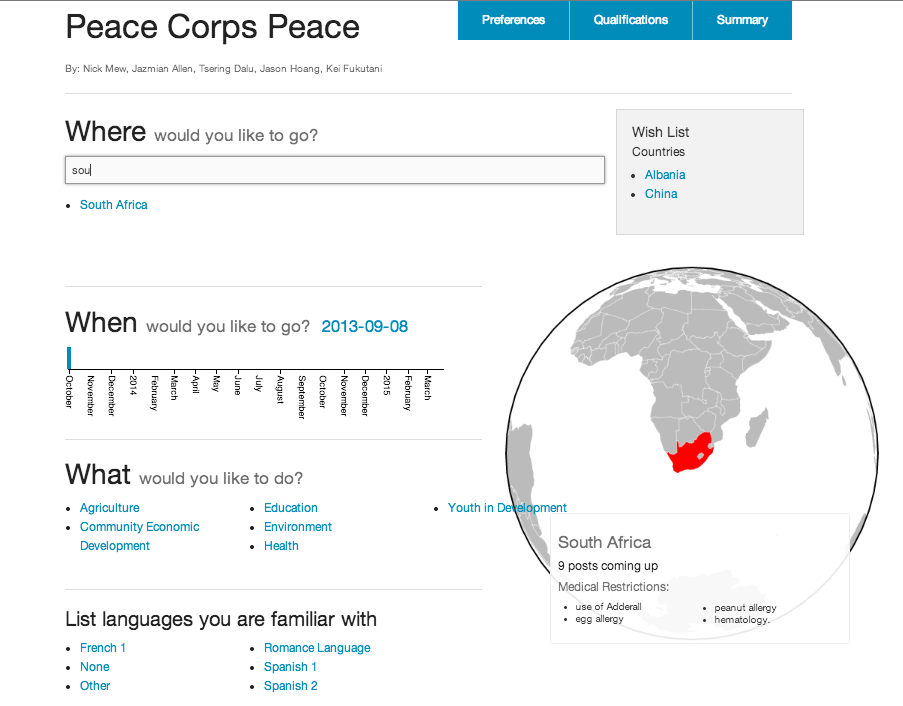 Peace Corps Peace
Preferences
Qualifications
Summary
By: Nick Mew, Jazmian Allen, Tsering Dalu, Jason Hoang, Kei Fukutani
Where would you like to go?
sou
South Africa
Wish List
Countries
Albania
China
When would you like to go? 2013-09-08
October
November
December
2014
February
March
April
May
June
July
August
September
October
November
December
2015
February
March
What would you like to do?
Agriculture
Community Economic
Development
Education
Environment
Health
Youth in Development
South Africa
9 posts coming up
Medical Restrictions:
use of Adderall
egg allergy
peanut allergy
hematology.
List languages you are familiar with
French 1
None
Other
Romance Language
Spanish 1
Spanish 2